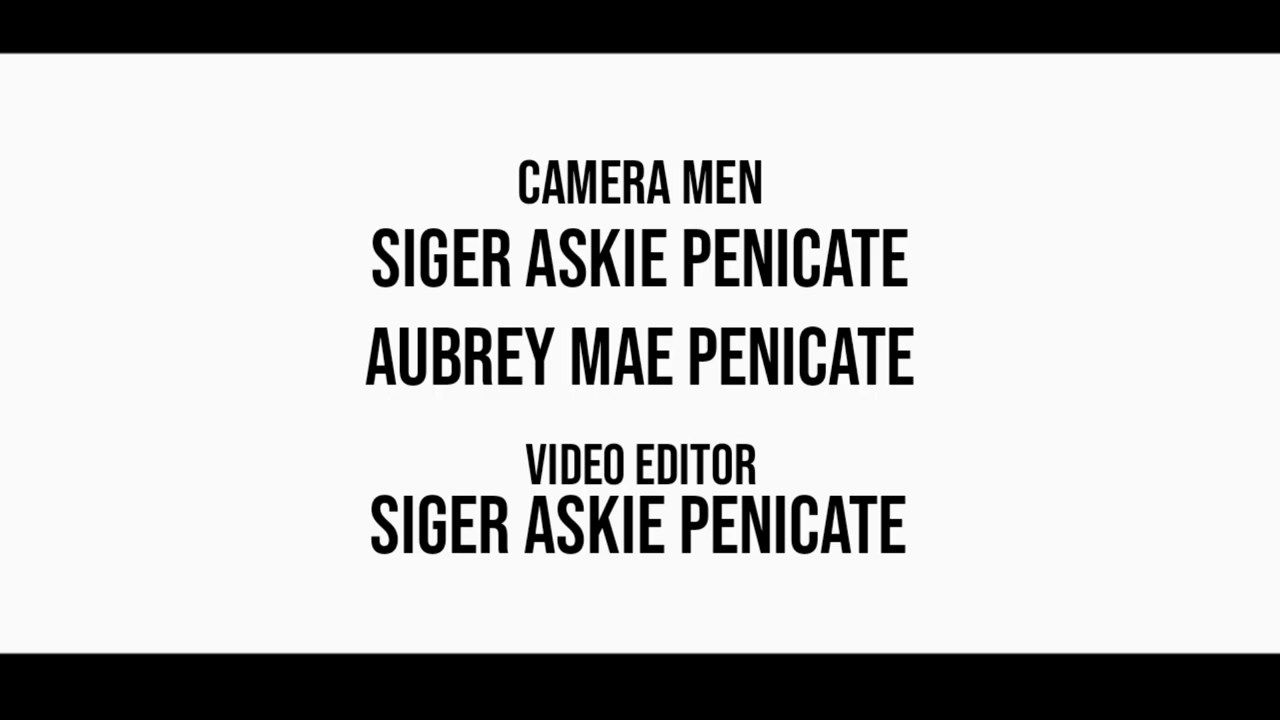 CAMERA MEN
SIGER ASKIE PENICATE
AUBREY MAE PENICATE
VIDEO EDITOR
SIGER ASKIE PENICATE